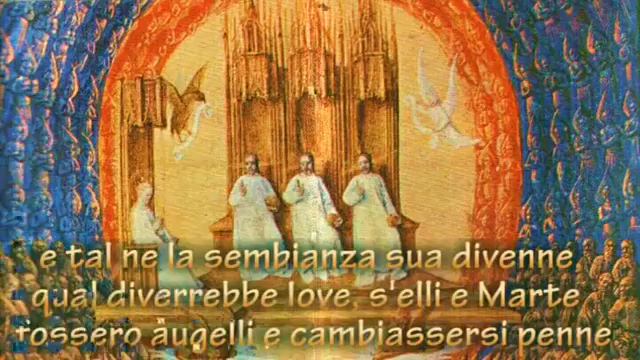 e tal ne la sembianza sua divenne
qual diverrebbe Iove, s'elli e Marte
fossero augelli e cambiassersi penne